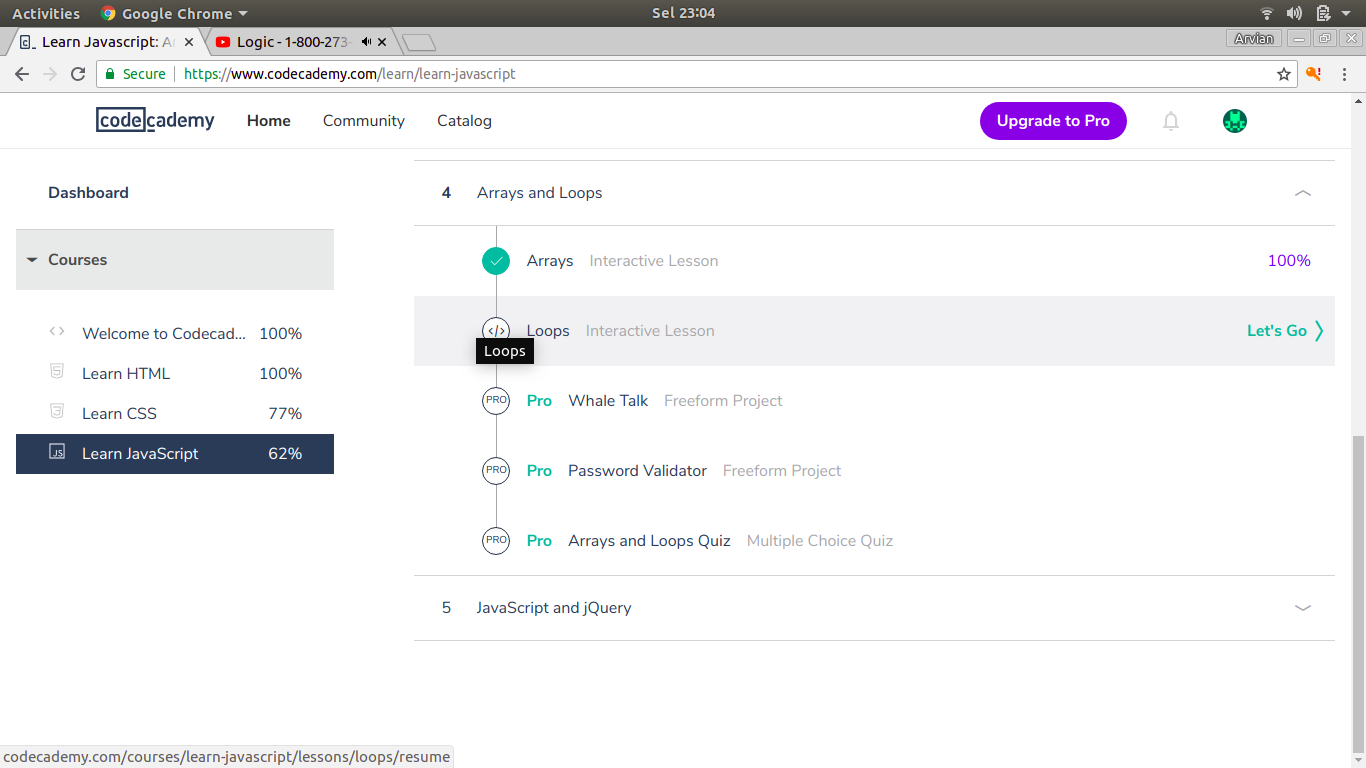 Activities Google Chrome Sel 23:04
Learn Javascript: A Logic - 1-800-273- Arvian
Secure https://www.codecademy.com/learn/learn-javascript
codecademy Home Community Catalog Upgrade to Pro
Dashboard
Courses
Welcome to Codecad... 100%
Learn HTML 100%
Learn CSS 77%
JS Learn JavaScript 62%
4 Arrays and Loops
Arrays Interactive Lesson 100%
</> Loops Interactive Lesson Let's Go
Loops
PRO Pro Whale Talk Freeform Project
PRO Pro Password Validator Freeform Project
PRO Pro Arrays and Loops Quiz Multiple Choice Quiz
5 JavaScript and jQuery
codecademy.com/courses/learn-javascript/lessons/loops/resume